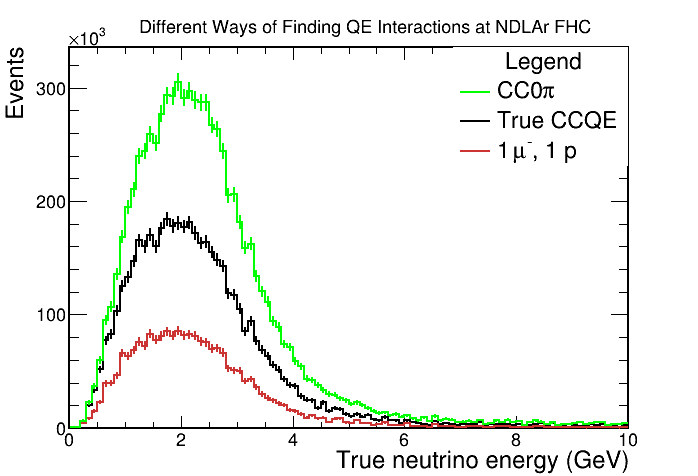 Different Ways of Finding QE Interactions at NDLAr FHC
×10³
Events
Legend
CC0π
True CCQE
1 μ⁻, 1 p
300
200
100
0
0 2 4 6 8 10
True neutrino energy (GeV)